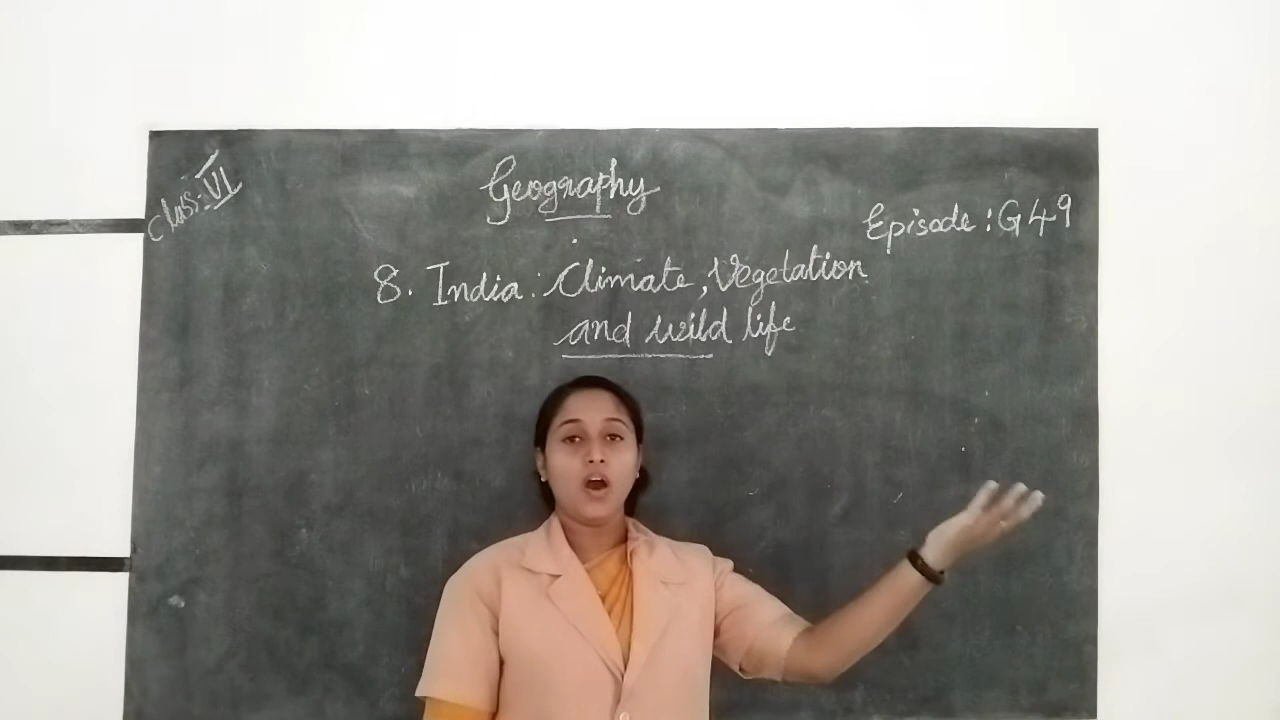 Class: VI
Geography
Episode: G49
8. India: Climate, Vegetation
and wild life